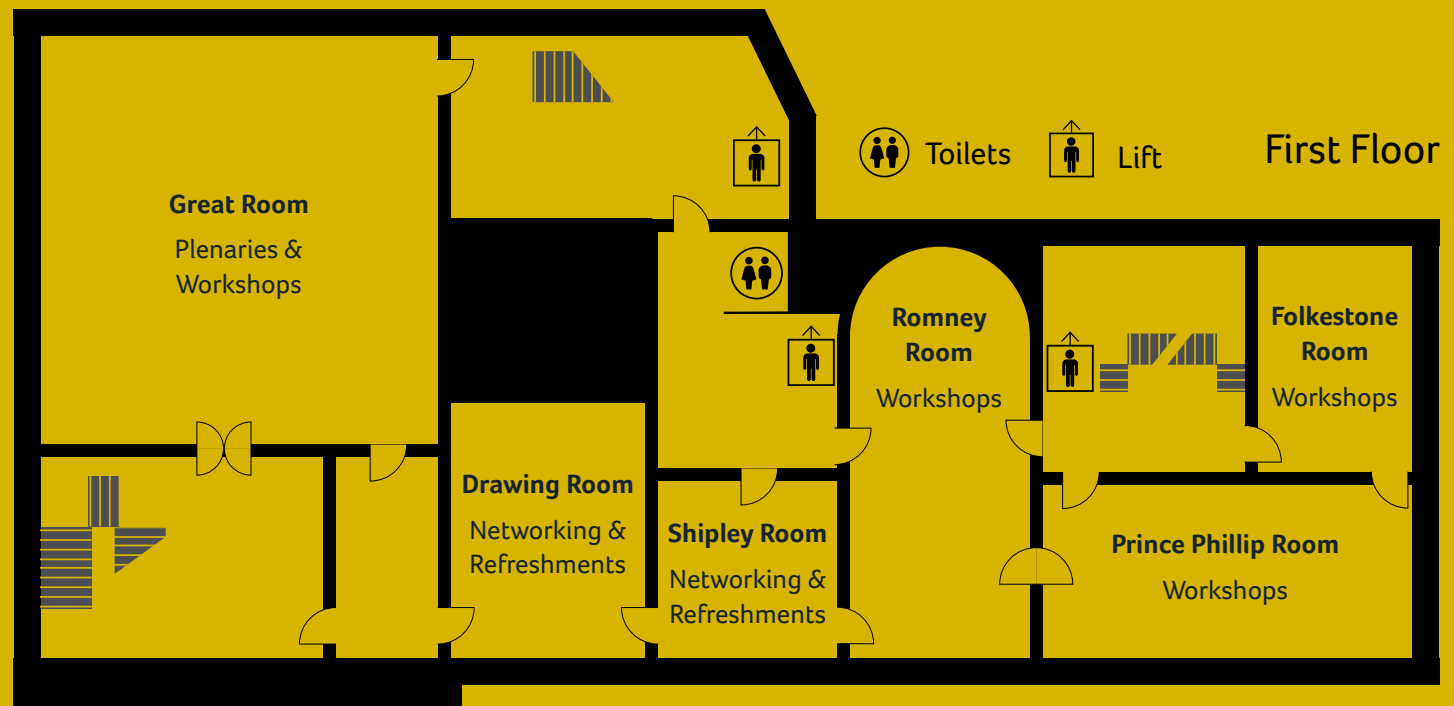 Toilets
Lift
First Floor
Great Room
Plenaries &
Workshops
Romney
Room
Workshops
Folkestone
Room
Workshops
Drawing Room
Networking &
Refreshments
Shipley Room
Networking &
Refreshments
Prince Phillip Room
Workshops